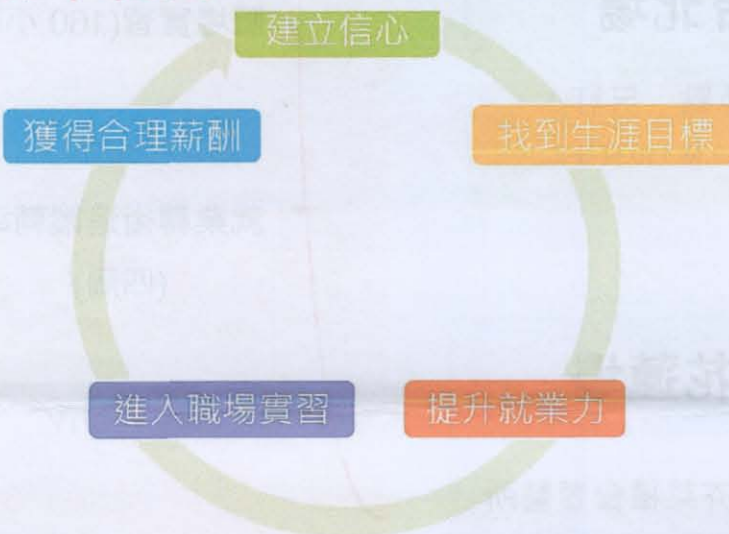 建立信心
找到生涯目標
提升就業力
進入職場實習
獲得合理薪酬